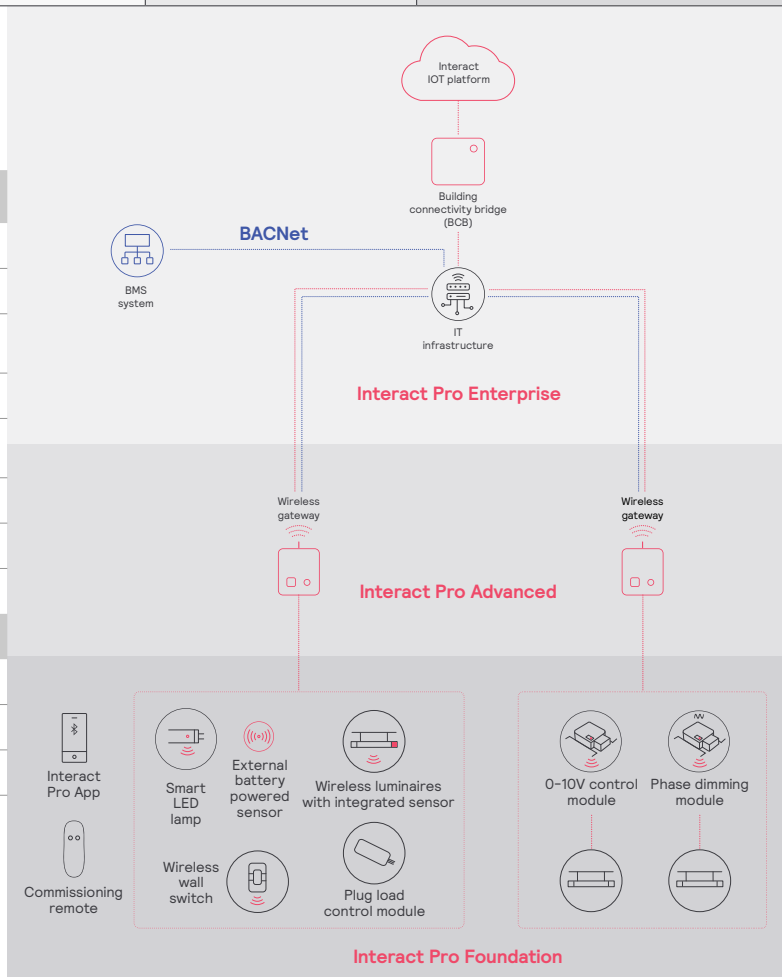 Interact
IOT platform
Building
connectivity bridge
(BCB)
BACNet
BMS
system
IT
infrastructure
Interact Pro Enterprise
Wireless
gateway
Wireless
gateway
Interact Pro Advanced
Interact
Pro App
Smart
LED
lamp
External
battery
powered
sensor
Wireless luminaires
with integrated sensor
0-10V control
module
Phase dimming
module
Commissioning
remote
Wireless
wall
switch
Plug load
control module
Interact Pro Foundation